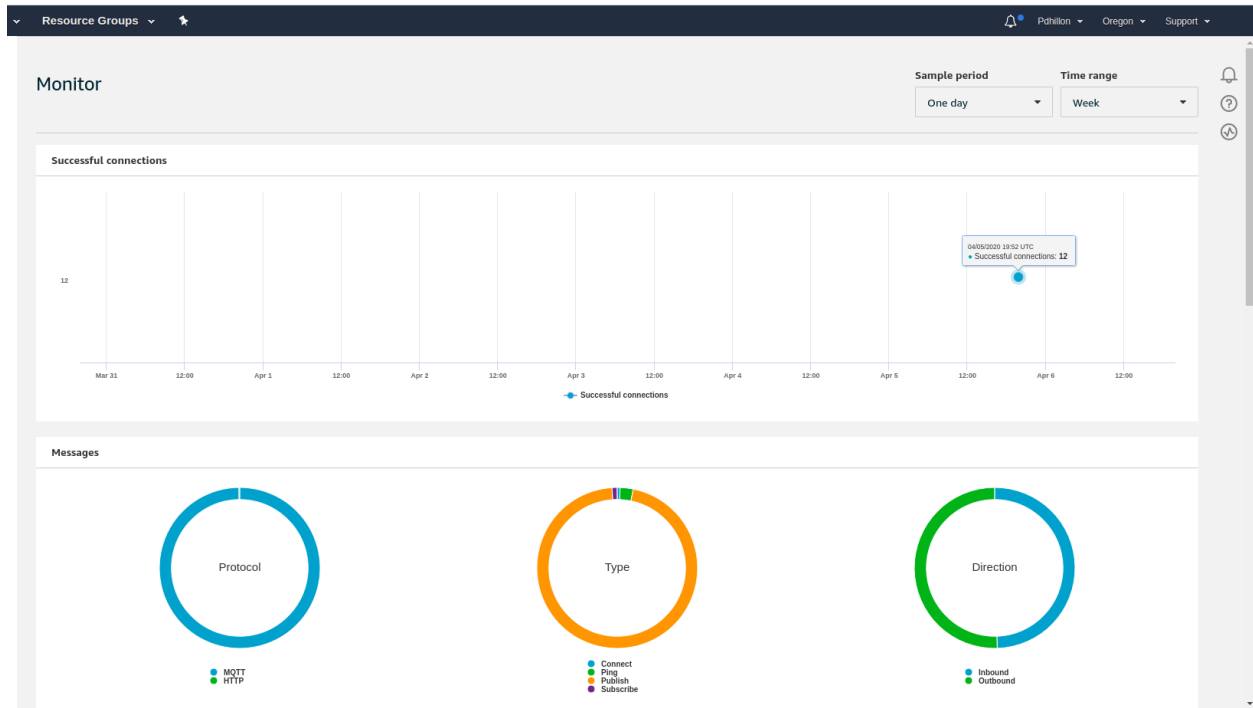 Resource Groups
Pdhillon Oregon Support
Monitor
Sample period Time range
One day Week
Successful connections
04/05/2020 19:52 UTC
● Successful connections: 12
12
Mar 31 12:00 Apr 1 12:00 Apr 2 12:00 Apr 3 12:00 Apr 4 12:00 Apr 5 12:00 Apr 6 12:00
Successful connections
Messages
Protocol
MQTT
HTTP
Type
Connect
Ping
Publish
Subscribe
Direction
Inbound
Outbound